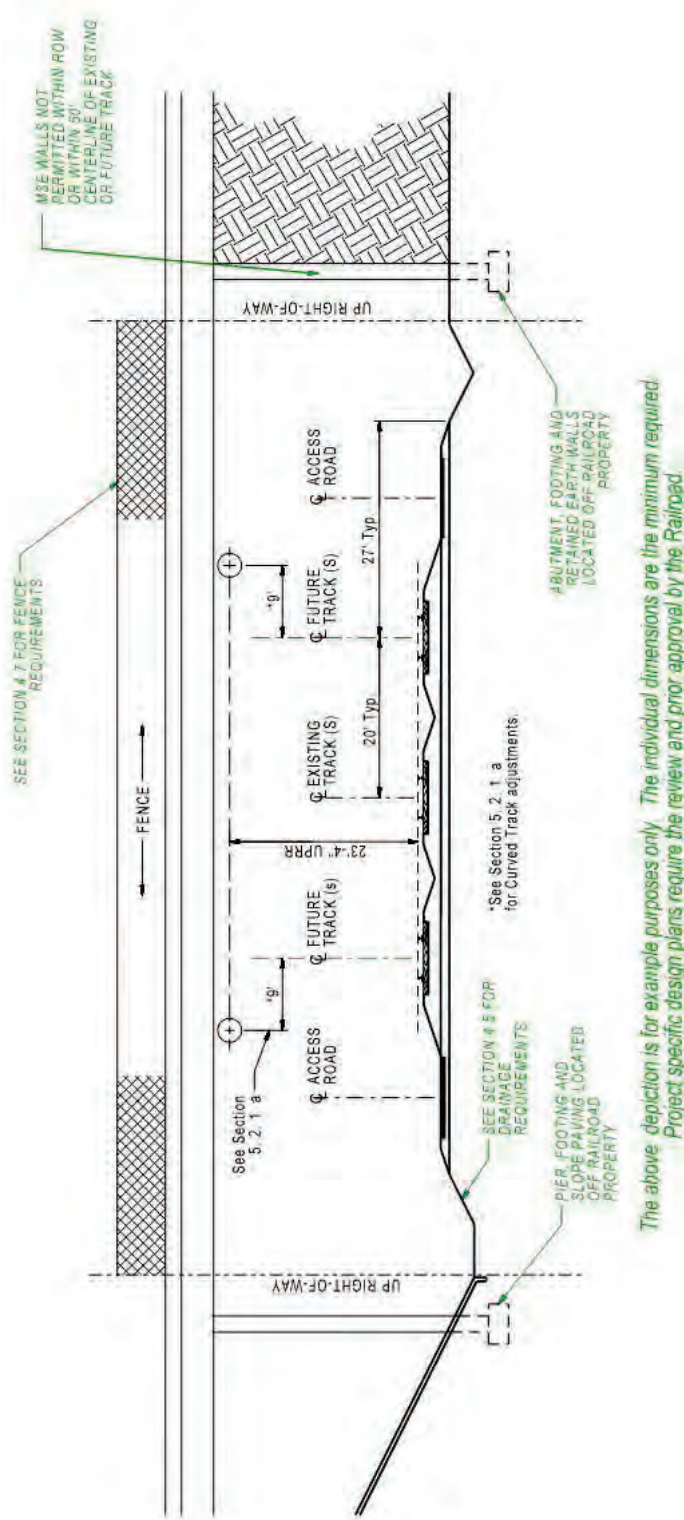 SEE SECTION 4.7 FOR FENCE
REQUIREMENTS
MSE WALLS NOT
PERMITTED WITHIN ROW
OR WITHIN 50'
CENTERLINE OF EXISTING
OR FUTURE TRACK
FENCE
UP RIGHT-OF-WAY
UP RIGHT-OF-WAY
See Section
5. 2. 1. a
*9'
*9'
23'-4" UPRR
℄ ACCESS
ROAD
℄ FUTURE
TRACK (s)
℄ EXISTING
TRACK (S)
℄ FUTURE
TRACK (S)
℄ ACCESS
ROAD
20' Typ
27' Typ
SEE SECTION 4.5 FOR
DRAINAGE
REQUIREMENTS
*See Section 5. 2. 1. a
for Curved Track adjustments.
PIER, FOOTING AND
SLOPE PAVING LOCATED
OFF RAILROAD
PROPERTY
ABUTMENT, FOOTING AND
RETAINED EARTH WALLS
LOCATED OFF RAILROAD
PROPERTY
The above depiction is for example purposes only. The individual dimensions are the minimum required.
Project specific design plans require the review and prior approval by the Railroad.